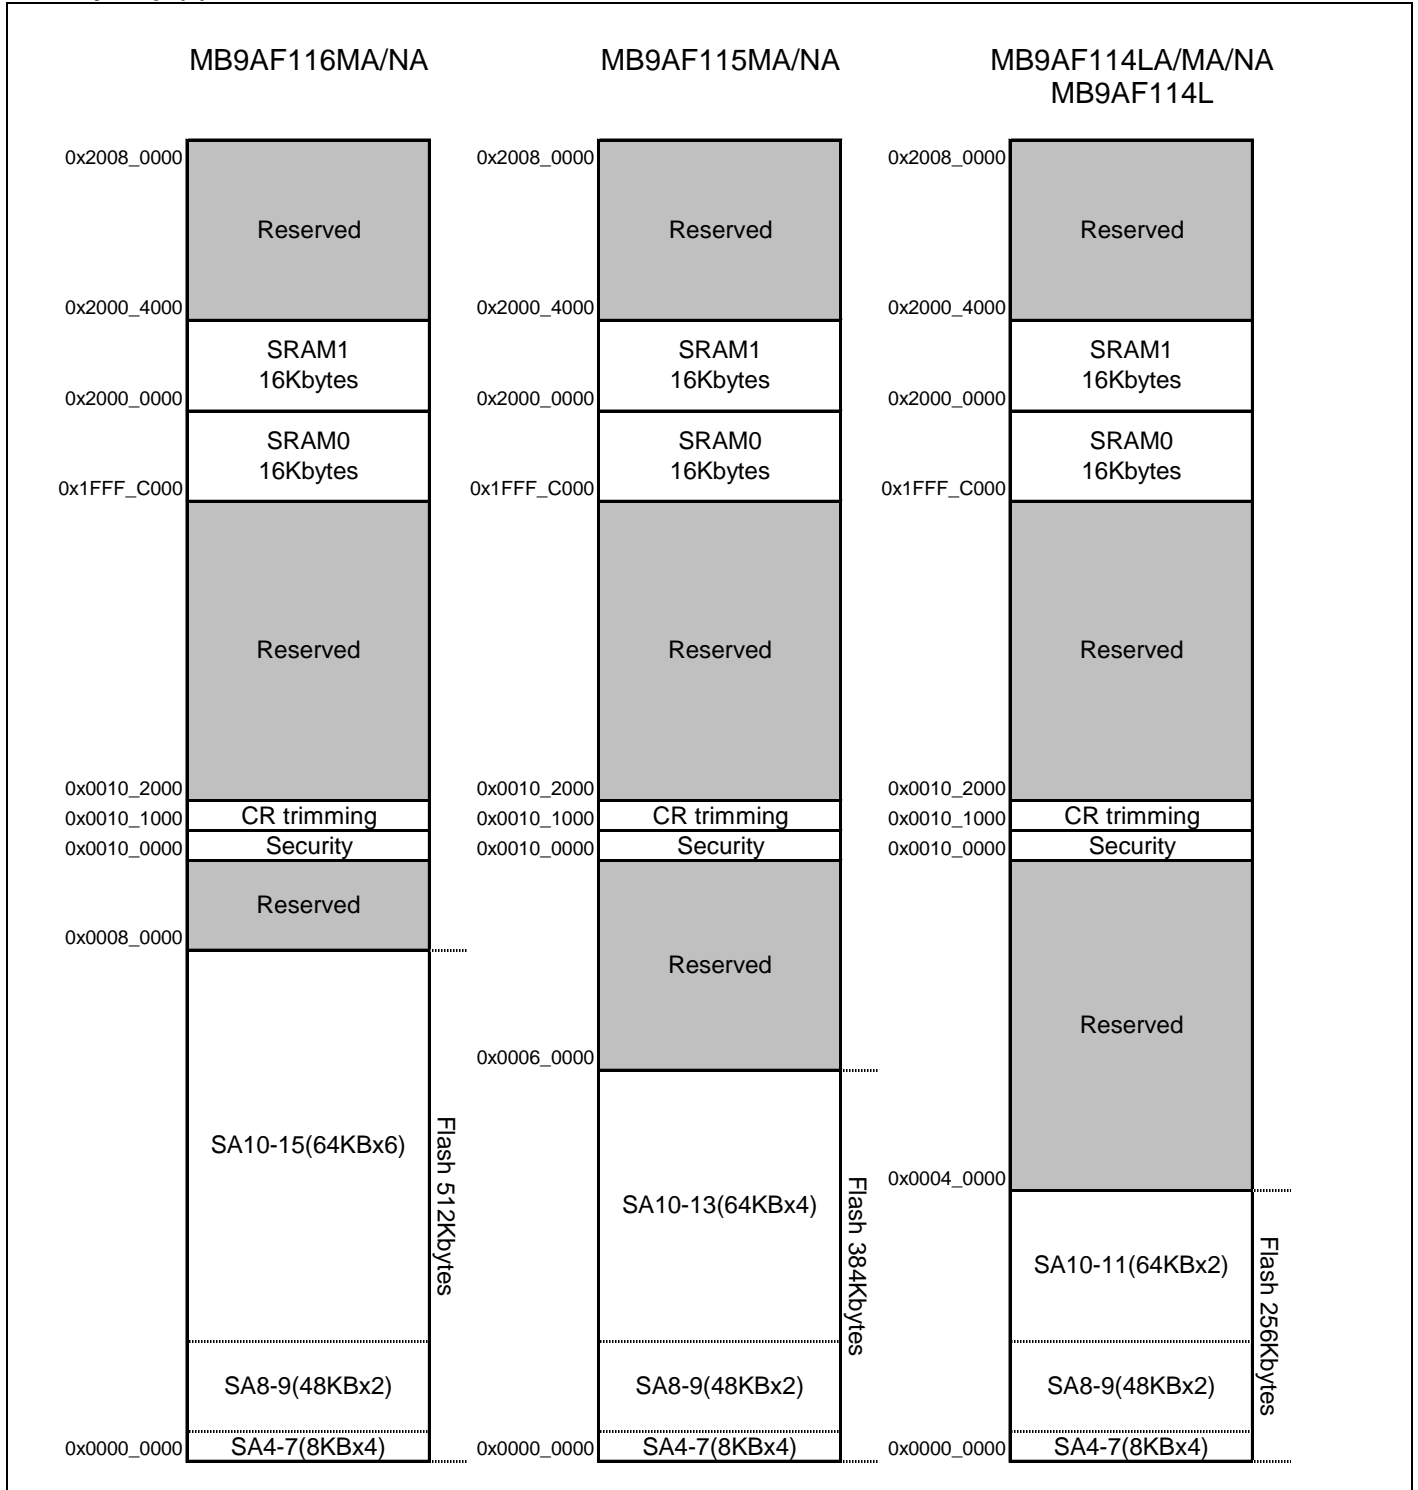 MB9AF116MA/NA
0x2008_0000
Reserved
0x2000_4000
SRAM1
16Kbytes
0x2000_0000
SRAM0
16Kbytes
0x1FFF_C000
Reserved
0x0010_2000
CR trimming
0x0010_1000
Security
0x0010_0000
Reserved
0x0008_0000
SA10-15(64KBx6)
Flash 512Kbytes
SA8-9(48KBx2)
SA4-7(8KBx4)
0x0000_0000
MB9AF115MA/NA
0x2008_0000
Reserved
0x2000_4000
SRAM1
16Kbytes
0x2000_0000
SRAM0
16Kbytes
0x1FFF_C000
Reserved
0x0010_2000
CR trimming
0x0010_1000
Security
0x0010_0000
Reserved
0x0006_0000
SA10-13(64KBx4)
Flash 384Kbytes
SA8-9(48KBx2)
SA4-7(8KBx4)
0x0000_0000
MB9AF114LA/MA/NA
MB9AF114L
0x2008_0000
Reserved
0x2000_4000
SRAM1
16Kbytes
0x2000_0000
SRAM0
16Kbytes
0x1FFF_C000
Reserved
0x0010_2000
CR trimming
0x0010_1000
Security
0x0010_0000
Reserved
0x0004_0000
SA10-11(64KBx2)
Flash 256Kbytes
SA8-9(48KBx2)
SA4-7(8KBx4)
0x0000_0000